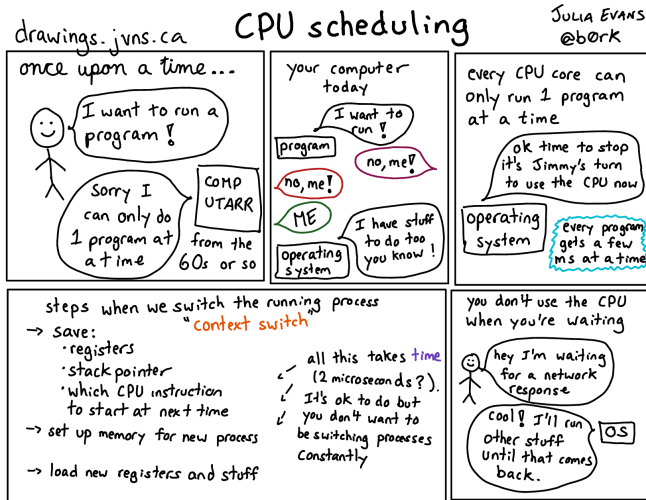 drawings.jvns.ca
CPU scheduling
JULIA EVANS
@b0rk
once upon a time...
I want to run a
program!
Sorry I
can only do
1 program at
a time
COMP
UTARR
from the
60s or so
your computer
today
I want to
run!
program
no, me!
no, me!
ME
I have stuff
to do too
you know!
operating
system
every CPU core can
only run 1 program
at a time
ok time to stop
it's Jimmy's turn
to use the CPU now
operating
system
every program
gets a few
ms at a time
steps when we switch the running process
"context switch"
→ save:
· registers
· stack pointer
· which CPU instruction
to start at next time
→ set up memory for new process
→ load new registers and stuff
all this takes time
(2 microseconds?).
It's ok to do but
you don't want to
be switching processes
constantly
you don't use the CPU
when you're waiting
hey I'm waiting
for a network
response
cool! I'll run
other stuff
until that comes
back.
OS